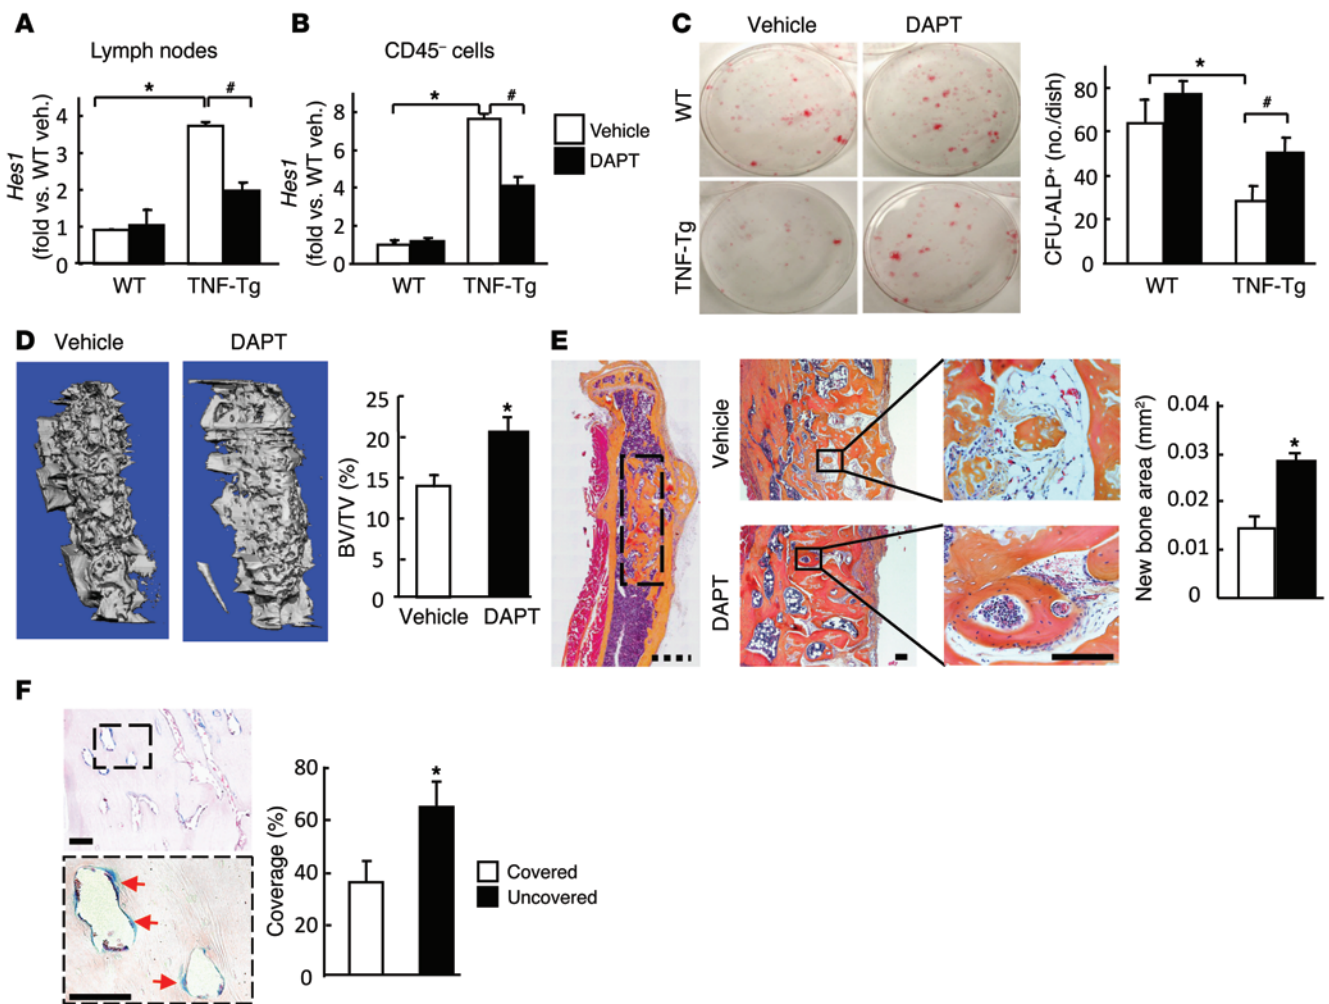 A
Lymph nodes
Hes1
(fold vs. WT veh.)
4
3
2
1
0
*
#
WT
TNF-Tg
B
CD45⁻ cells
Hes1
(fold vs. WT veh.)
8
6
4
2
0
*
#
WT
TNF-Tg
Vehicle
DAPT
C
Vehicle
DAPT
WT
TNF-Tg
CFU-ALP⁺ (no./dish)
80
60
40
20
0
*
#
WT
TNF-Tg
D
Vehicle
DAPT
BV/TV (%)
25
20
15
10
5
0
*
Vehicle
DAPT
E
Vehicle
DAPT
New bone area (mm²)
0.04
0.03
0.02
0.01
0
*
F
Coverage (%)
80
60
40
20
0
*
Covered
Uncovered